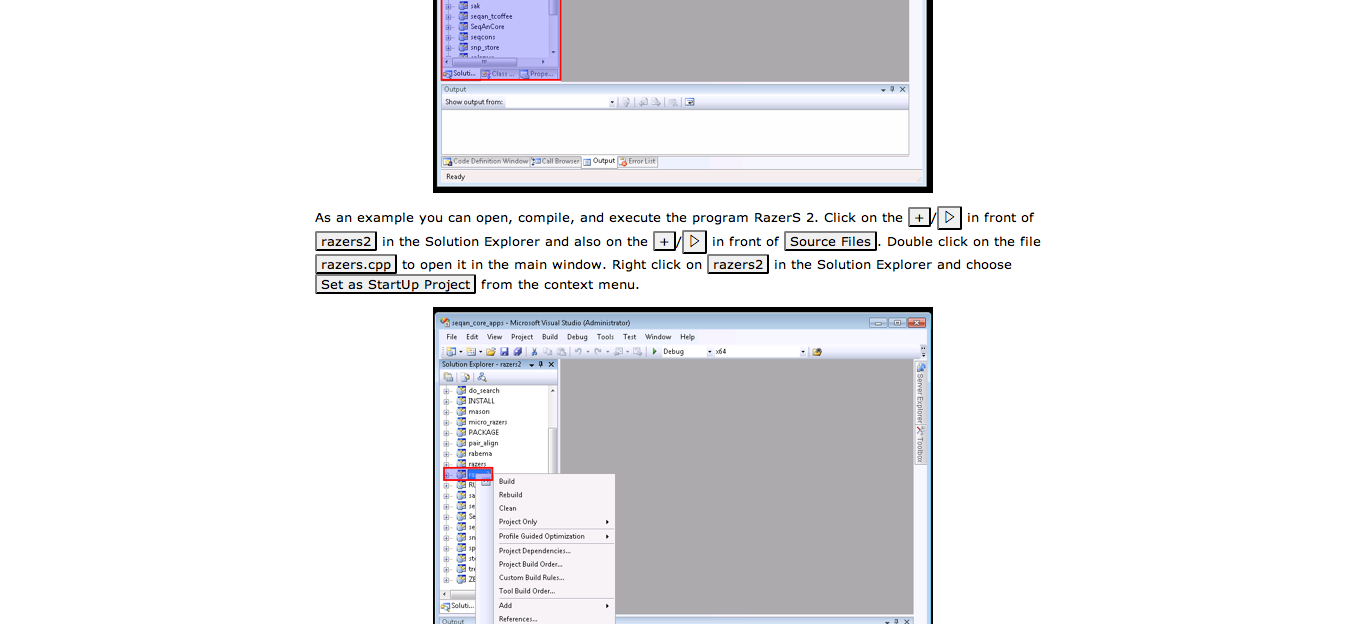 sak
seqan_tcoffee
SeqAnCore
seqcons
snp_store
Soluti... Class ... Prope...
Output
Show output from:
Code Definition Window Call Browser Output Error List
Ready
As an example you can open, compile, and execute the program RazerS 2. Click on the + / ▷ in front of
razers2 in the Solution Explorer and also on the + / ▷ in front of Source Files. Double click on the file
razers.cpp to open it in the main window. Right click on razers2 in the Solution Explorer and choose
Set as StartUp Project from the context menu.
seqan_core_apps - Microsoft Visual Studio (Administrator)
File Edit View Project Build Debug Tools Test Window Help
Debug x64
Solution Explorer - razers2
do_search
INSTALL
mason
micro_razers
PACKAGE
pair_align
rabema
razers
Build
Rebuild
Clean
Project Only
Profile Guided Optimization
Project Dependencies...
Project Build Order...
Custom Build Rules...
Tool Build Order...
Add
References...
Soluti...
Output
Server Explorer
Toolbox